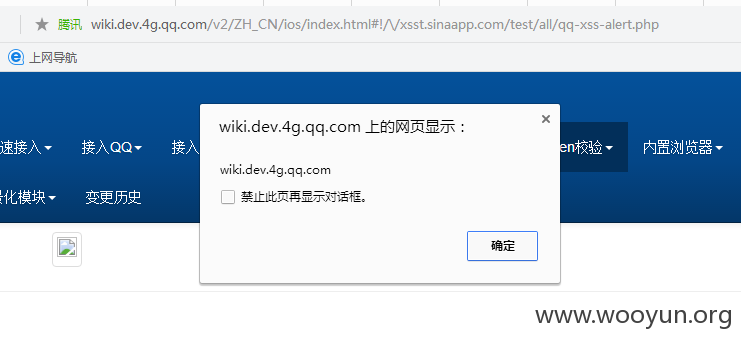 腾讯 wiki.dev.4g.qq.com/v2/ZH_CN/ios/index.html#!/\/xsst.sinaapp.com/test/all/qq-xss-alert.php
上网导航
wiki.dev.4g.qq.com 上的网页显示：
速接入 接入QQ 接入 en校验 内置浏览器
wiki.dev.4g.qq.com
禁止此页再显示对话框。
量化模块 变更历史
确定
www.wooyun.org